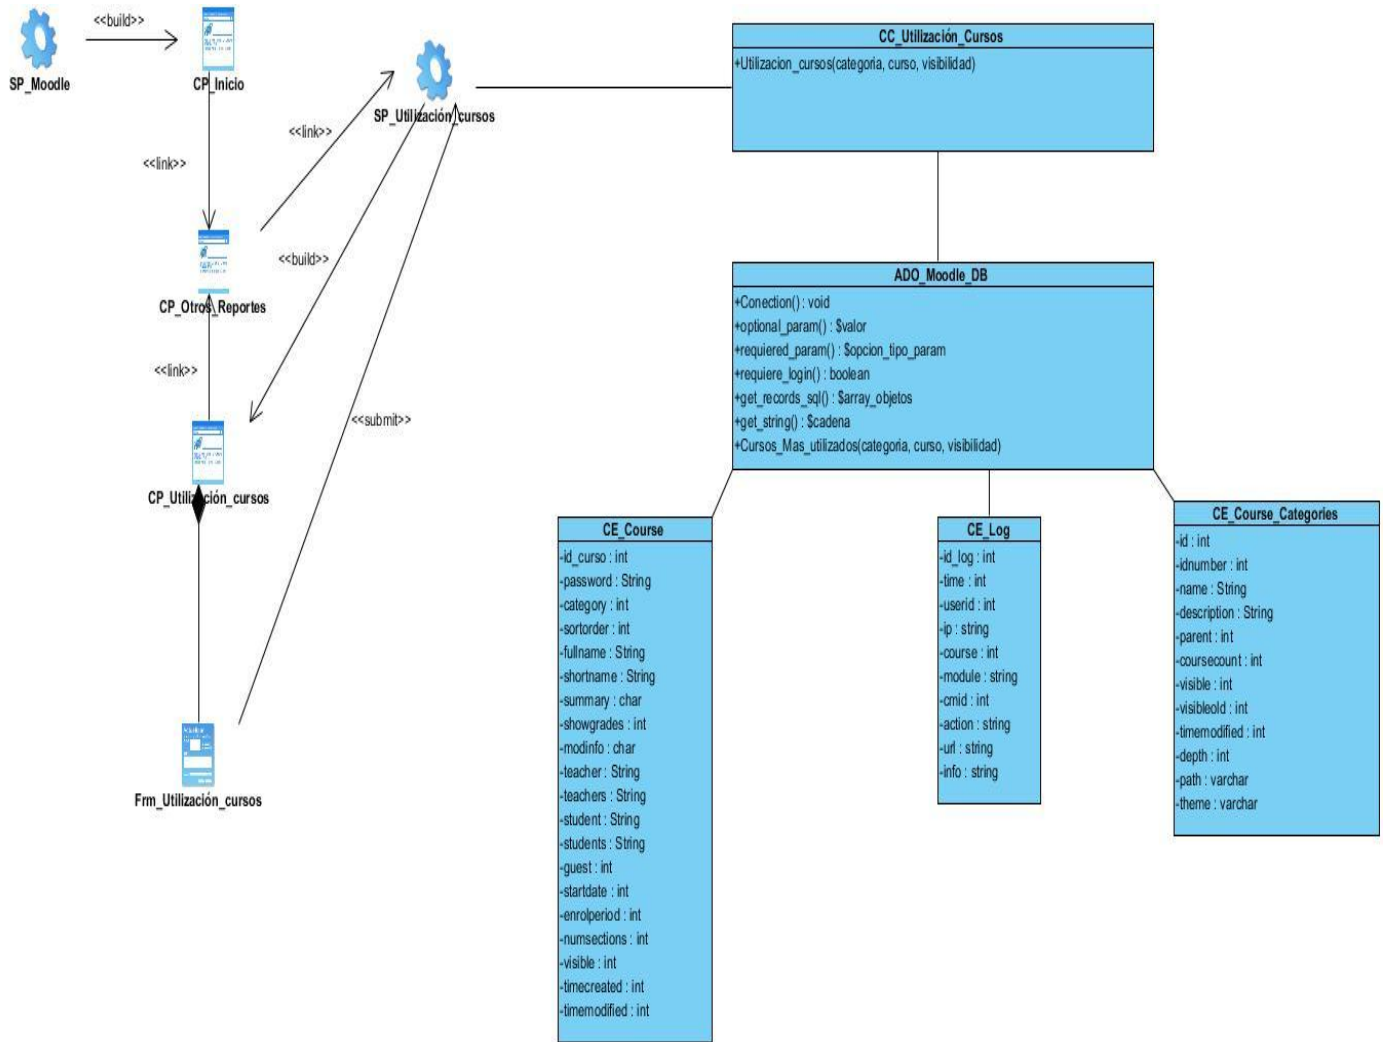 <<build>>
SP_Moodle
CP_Inicio
<<link>>
CP_Otros_Reportes
<<link>>
SP_Utilización_cursos
<<build>>
<<link>>
CP_Utilización_cursos
<<submit>>
Frm_Utilización_cursos
CC_Utilización_Cursos
+Utilizacion_cursos(categoria, curso, visibilidad)
ADO_Moodle_DB
+Conection() : void
+optional_param() : $valor
+requiered_param() : $opcion_tipo_param
+requiere_login() : boolean
+get_records_sql() : $array_objetos
+get_string() : $cadena
+Cursos_Mas_utilizados(categoria, curso, visibilidad)
CE_Course
-id_curso : int
-password : String
-category : int
-sortorder : int
-fullname : String
-shortname : String
-summary : char
-showgrades : int
-modinfo : char
-teacher : String
-teachers : String
-student : String
-students : String
-guest : int
-startdate : int
-enrolperiod : int
-numsections : int
-visible : int
-timecreated : int
-timemodified : int
CE_Log
-id_log : int
-time : int
-userid : int
-ip : string
-course : int
-module : string
-cmid : int
-action : string
-url : string
-info : string
CE_Course_Categories
-id : int
-idnumber : int
-name : String
-description : String
-parent : int
-coursecount : int
-visible : int
-visibleold : int
-timemodified : int
-depth : int
-path : varchar
-theme : varchar